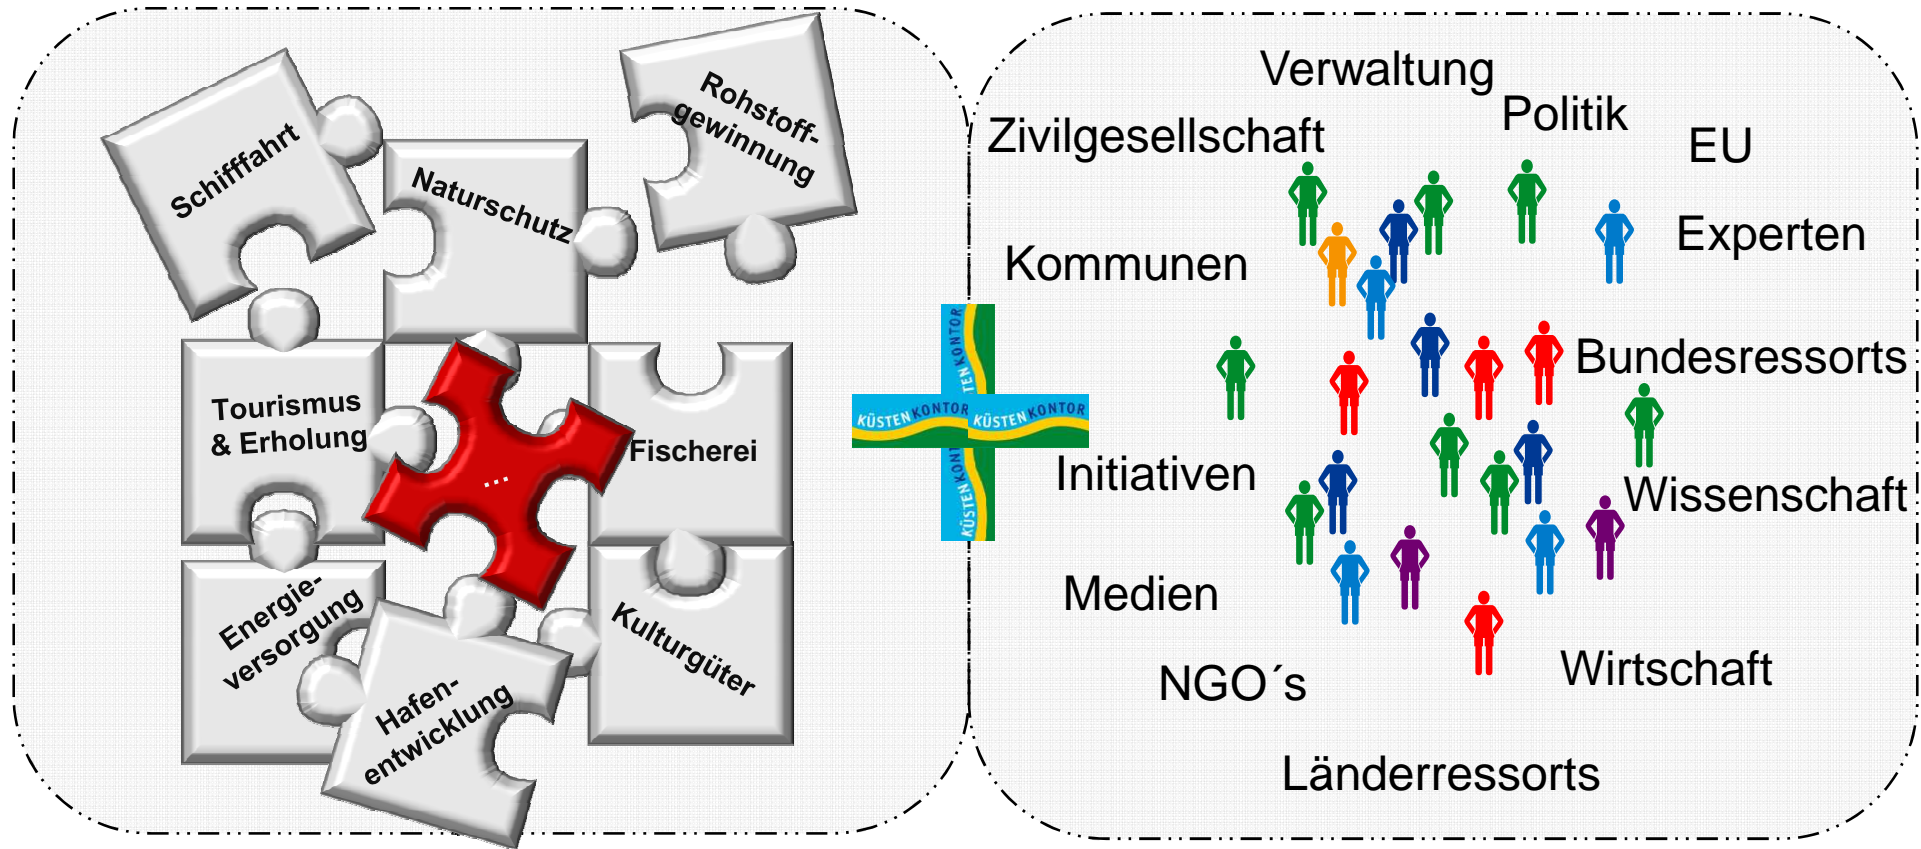 Schifffahrt
Naturschutz
Rohstoff-
gewinnung
Tourismus
& Erholung
...
Fischerei
Energie-
versorgung
Hafen-
entwicklung
Kulturgüter
KÜSTENKONTOR
KÜSTENKONTOR
KÜSTENKONTOR
TENKONTOR
Verwaltung
Politik
Zivilgesellschaft
EU
Experten
Kommunen
Bundesressorts
Initiativen
Wissenschaft
Medien
Wirtschaft
NGO´s
Länderressorts